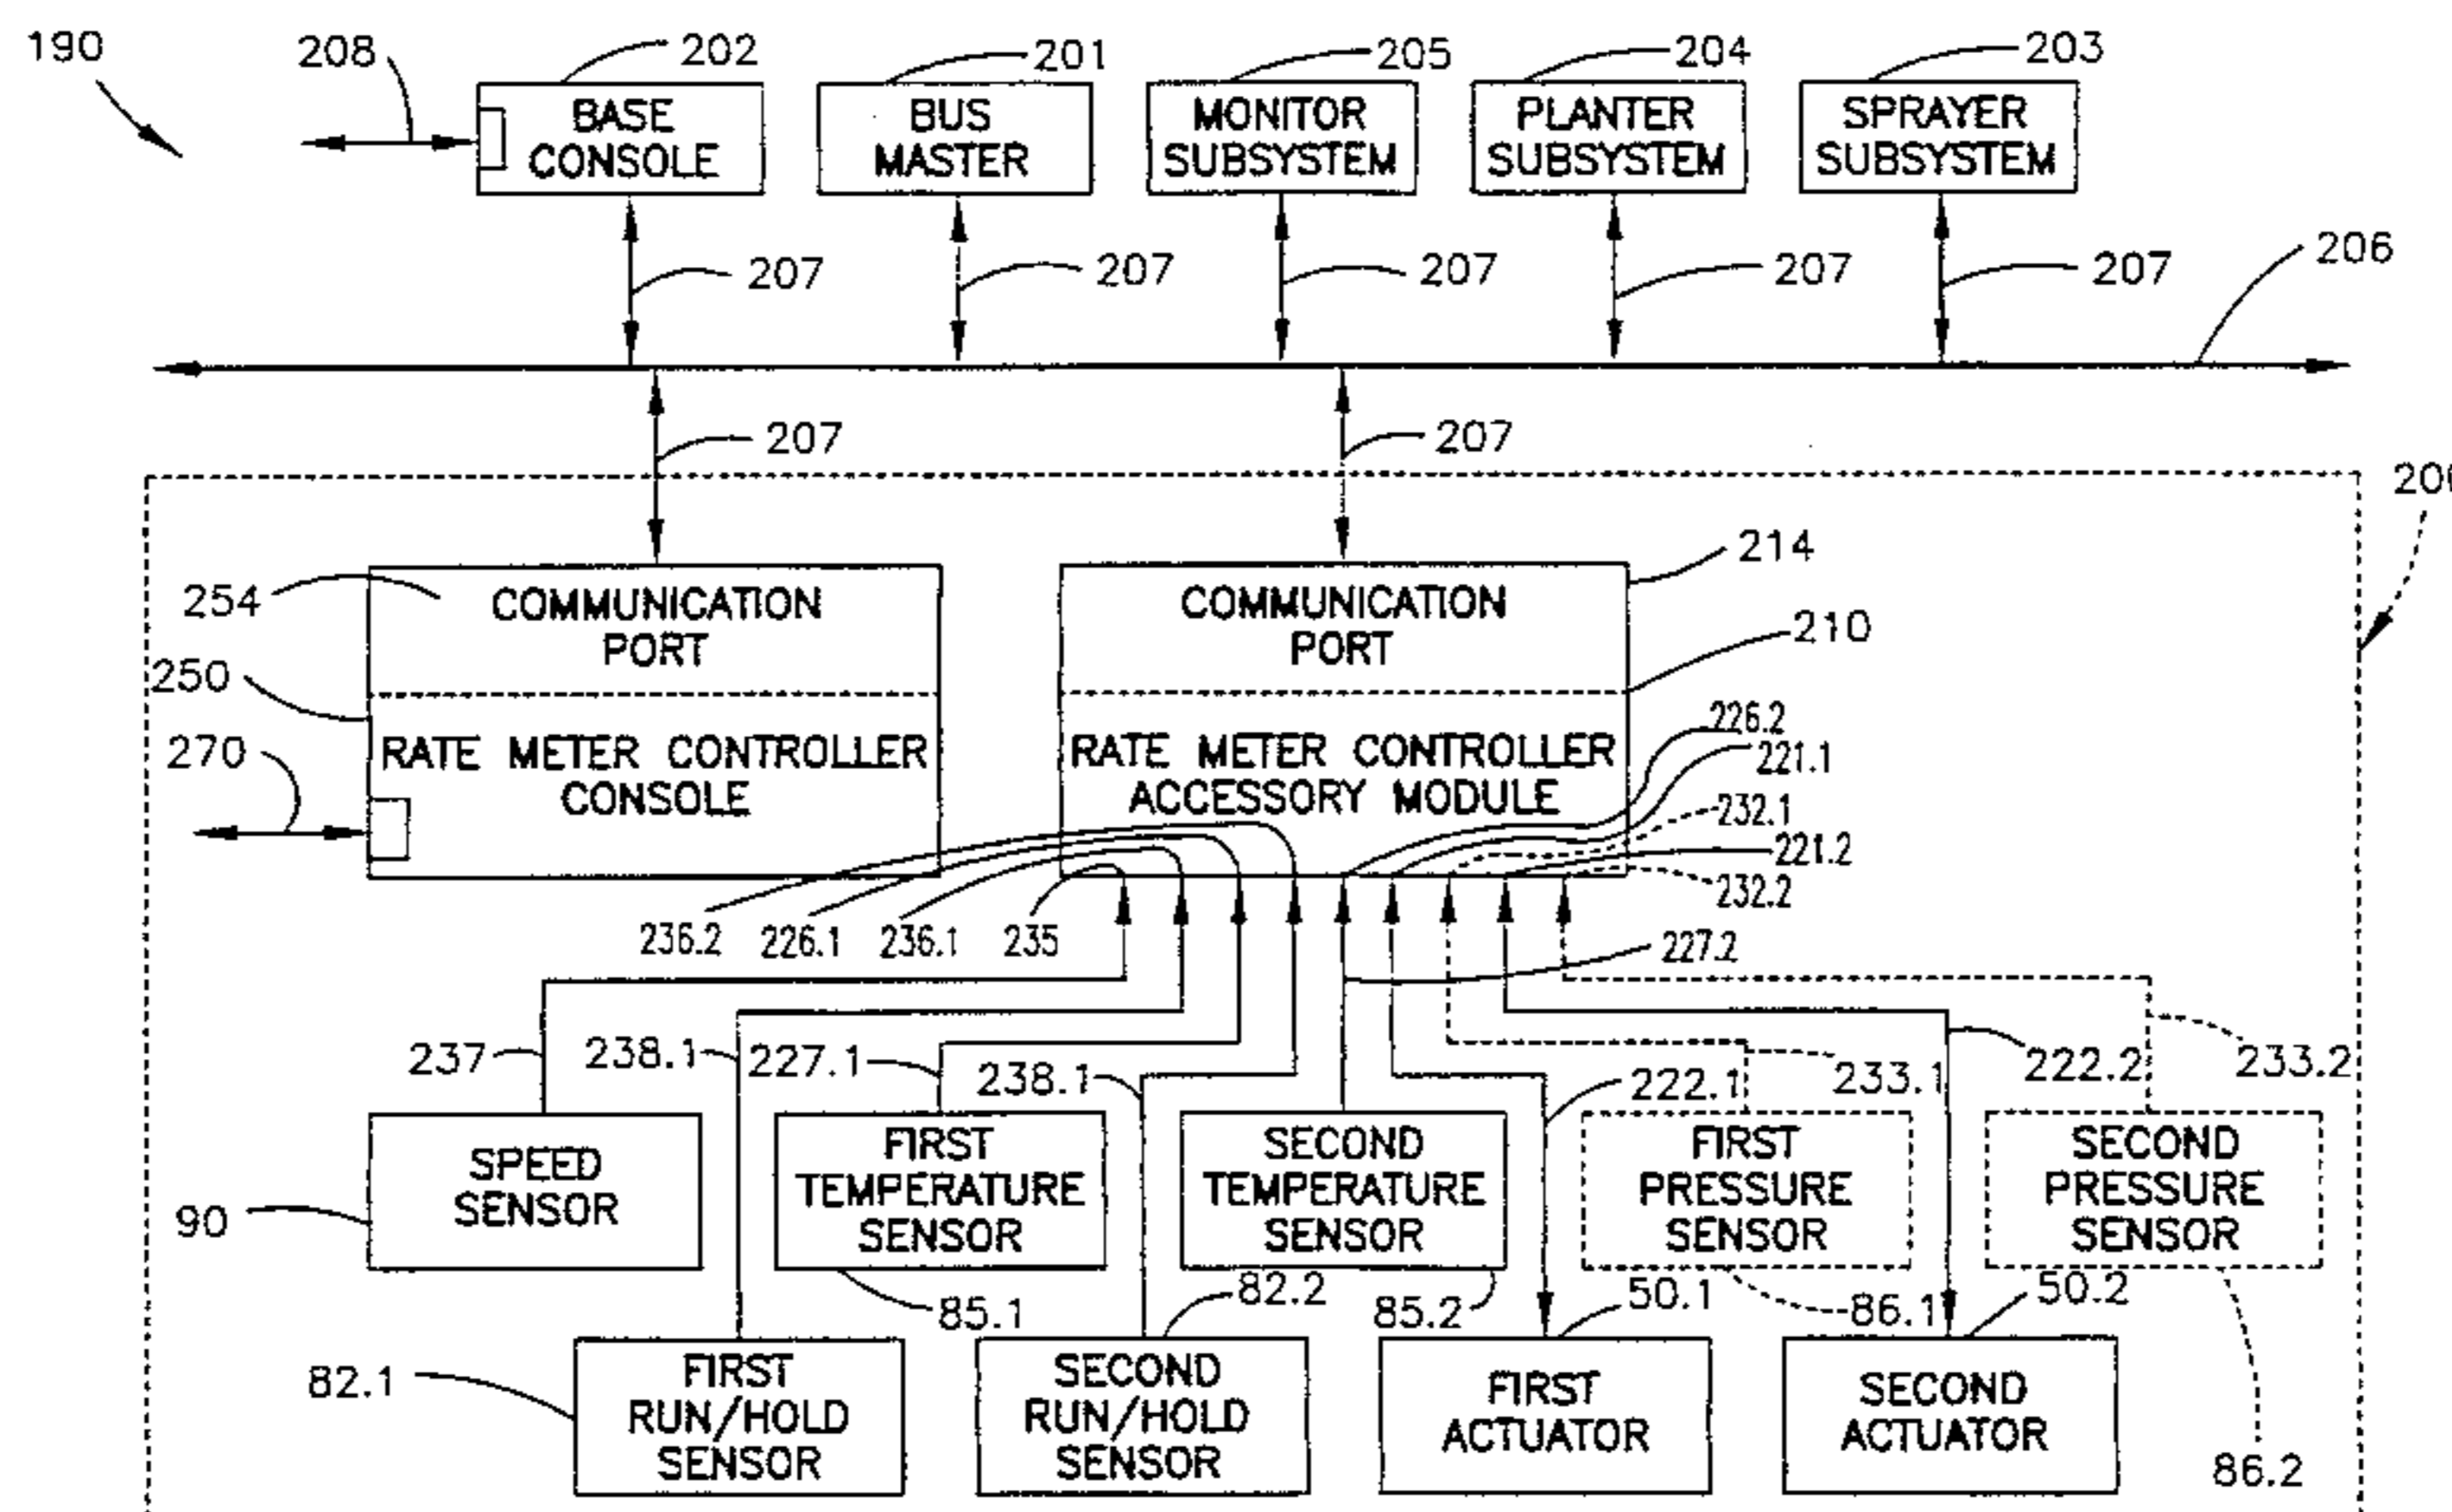 190
208
202
201
205
204
203
BASE
CONSOLE
BUS
MASTER
MONITOR
SUBSYSTEM
PLANTER
SUBSYSTEM
SPRAYER
SUBSYSTEM
207
207
207
207
207
206
207
207
254
COMMUNICATION
PORT
COMMUNICATION
PORT
214
210
250
270
RATE METER CONTROLLER
CONSOLE
RATE METER CONTROLLER
ACCESSORY MODULE
226.2
221.1
232.1
221.2
232.2
236.2
226.1
236.1
235
227.2
237
238.1
227.1
238.1
222.1
233.1
222.2
233.2
SPEED
SENSOR
FIRST
TEMPERATURE
SENSOR
SECOND
TEMPERATURE
SENSOR
FIRST
PRESSURE
SENSOR
SECOND
PRESSURE
SENSOR
90
85.1
82.2
85.2
50.1
86.1
50.2
82.1
FIRST
RUN/HOLD
SENSOR
SECOND
RUN/HOLD
SENSOR
FIRST
ACTUATOR
SECOND
ACTUATOR
86.2